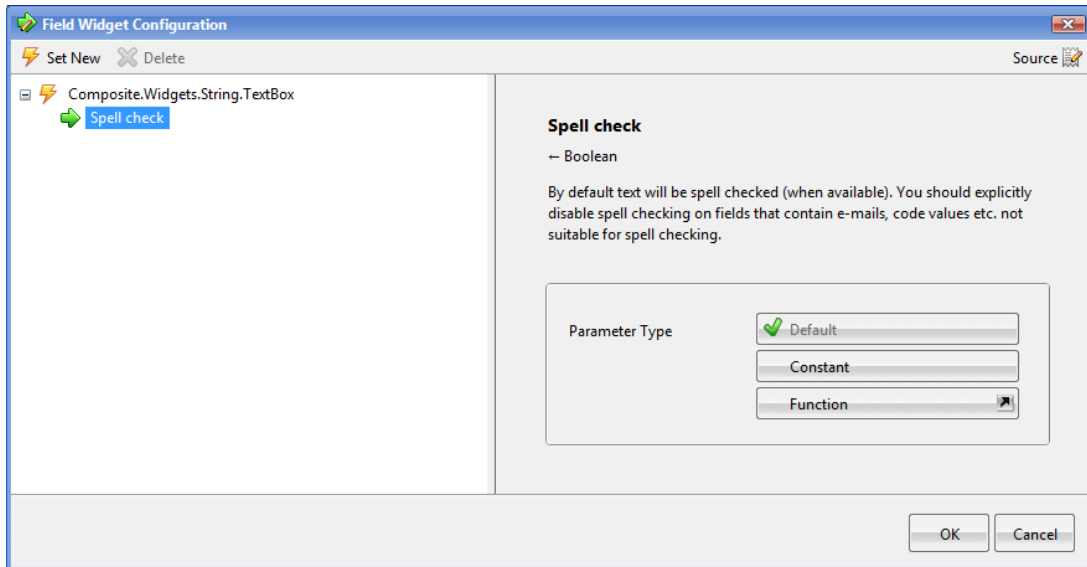 Field Widget Configuration
Set New Delete Source
Composite.Widgets.String.TextBox
Spell check
Spell check
← Boolean
By default text will be spell checked (when available). You should explicitly
disable spell checking on fields that contain e-mails, code values etc. not
suitable for spell checking.
Parameter Type Default
Constant
Function
OK Cancel